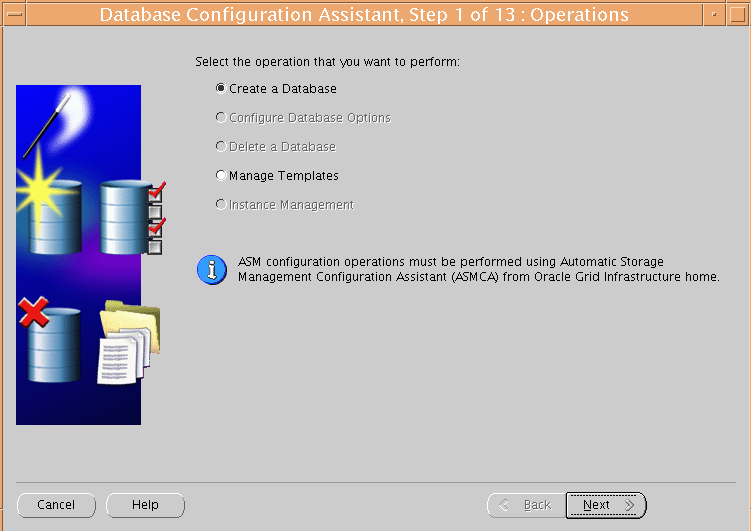 Database Configuration Assistant, Step 1 of 13 : Operations
Select the operation that you want to perform:
Create a Database
Configure Database Options
Delete a Database
Manage Templates
Instance Management
ASM configuration operations must be performed using Automatic Storage
Management Configuration Assistant (ASMCA) from Oracle Grid Infrastructure home.
Cancel
Help
Back
Next